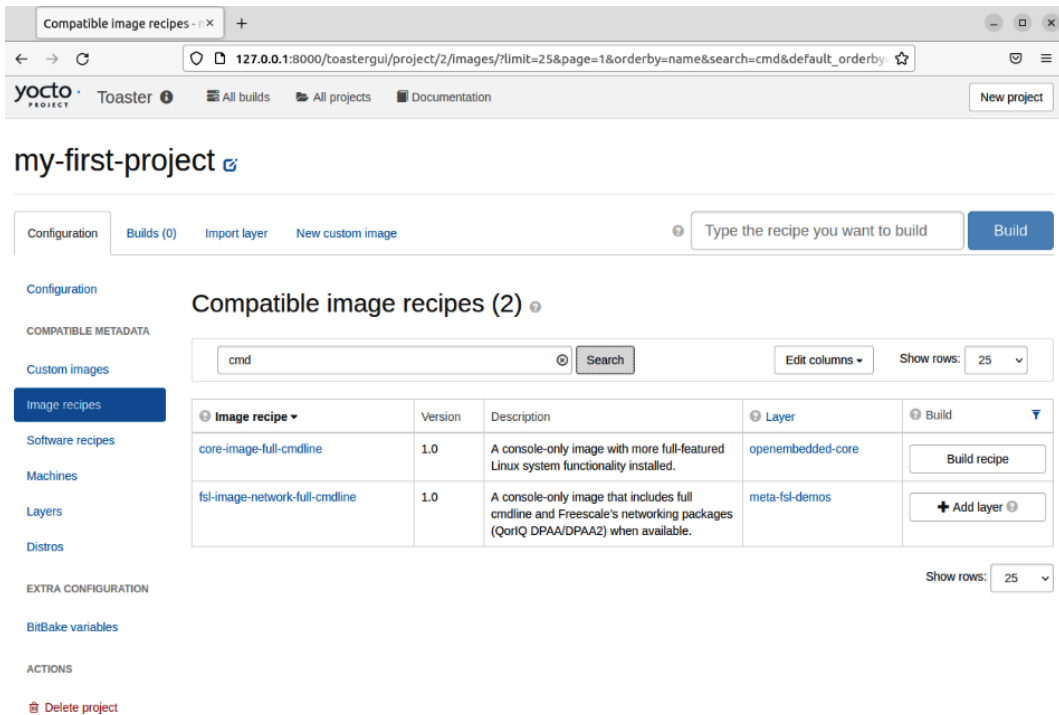 Compatible image recipes - n
127.0.0.1:8000/toastergui/project/2/images/?limit=25&page=1&orderby=name&search=cmd&default_orderby=
yocto PROJECT Toaster All builds All projects Documentation New project
my-first-project
Configuration Builds (0) Import layer New custom image Type the recipe you want to build Build
Configuration
COMPATIBLE METADATA
Custom images
Image recipes
Software recipes
Machines
Layers
Distros
EXTRA CONFIGURATION
BitBake variables
ACTIONS
Delete project
Compatible image recipes (2)
cmd Search Edit columns Show rows: 25
Image recipe Version Description Layer Build
core-image-full-cmdline 1.0 A console-only image with more full-featured openembedded-core Build recipe
Linux system functionality installed.
fsl-image-network-full-cmdline 1.0 A console-only image that includes full meta-fsl-demos Add layer
cmdline and Freescale's networking packages
(QorIQ DPAA/DPAA2) when available.
Show rows: 25